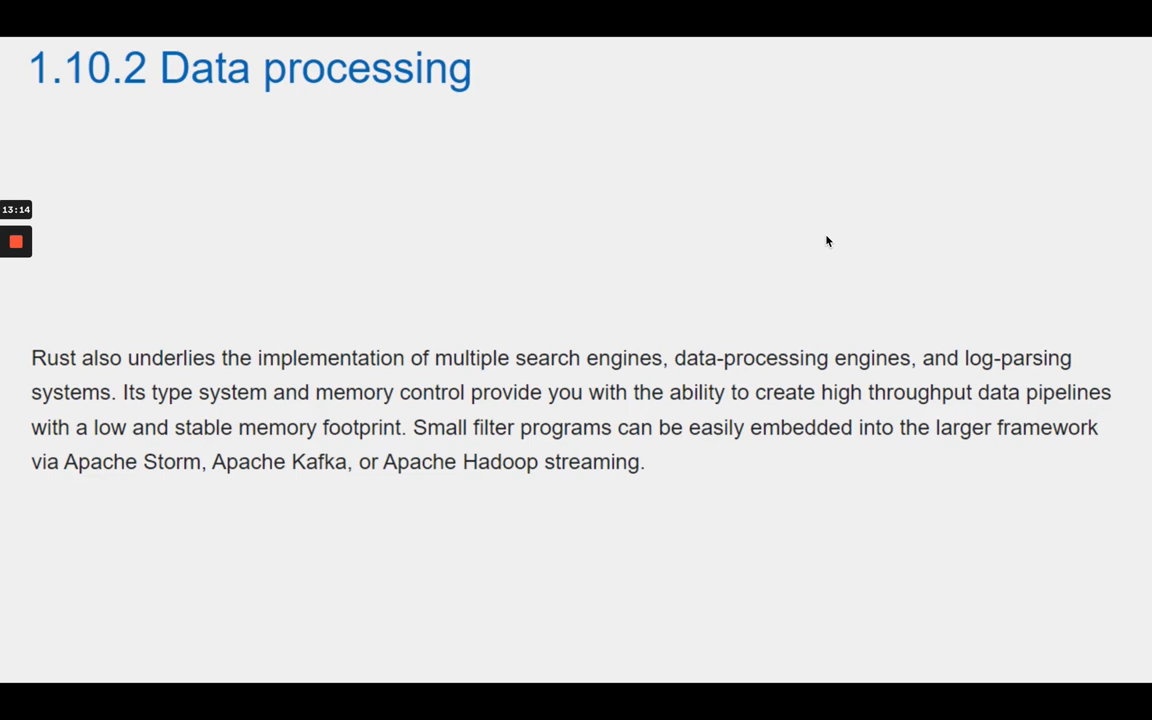 1.10.2 Data processing
13:14
Rust also underlies the implementation of multiple search engines, data-processing engines, and log-parsing
systems. Its type system and memory control provide you with the ability to create high throughput data pipelines
with a low and stable memory footprint. Small filter programs can be easily embedded into the larger framework
via Apache Storm, Apache Kafka, or Apache Hadoop streaming.